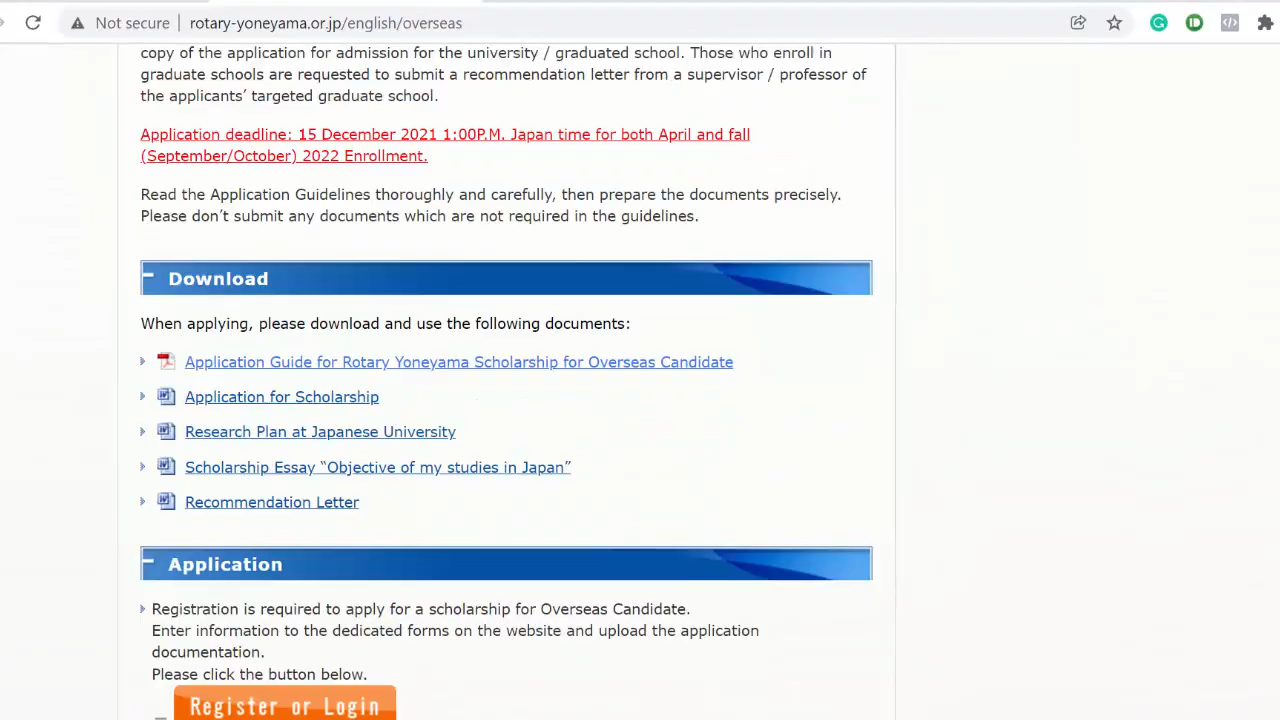 Not secure
rotary-yoneyama.or.jp/english/overseas
copy of the application for admission for the university / graduated school. Those who enroll in
graduate schools are requested to submit a recommendation letter from a supervisor / professor of
the applicants’ targeted graduate school.
Application deadline: 15 December 2021 1:00P.M. Japan time for both April and fall
(September/October) 2022 Enrollment.
Read the Application Guidelines thoroughly and carefully, then prepare the documents precisely.
Please don’t submit any documents which are not required in the guidelines.
Download
When applying, please download and use the following documents:
Application Guide for Rotary Yoneyama Scholarship for Overseas Candidate
Application for Scholarship
Research Plan at Japanese University
Scholarship Essay “Objective of my studies in Japan”
Recommendation Letter
Application
Registration is required to apply for a scholarship for Overseas Candidate.
Enter information to the dedicated forms on the website and upload the application
documentation.
Please click the button below.
Register or Login